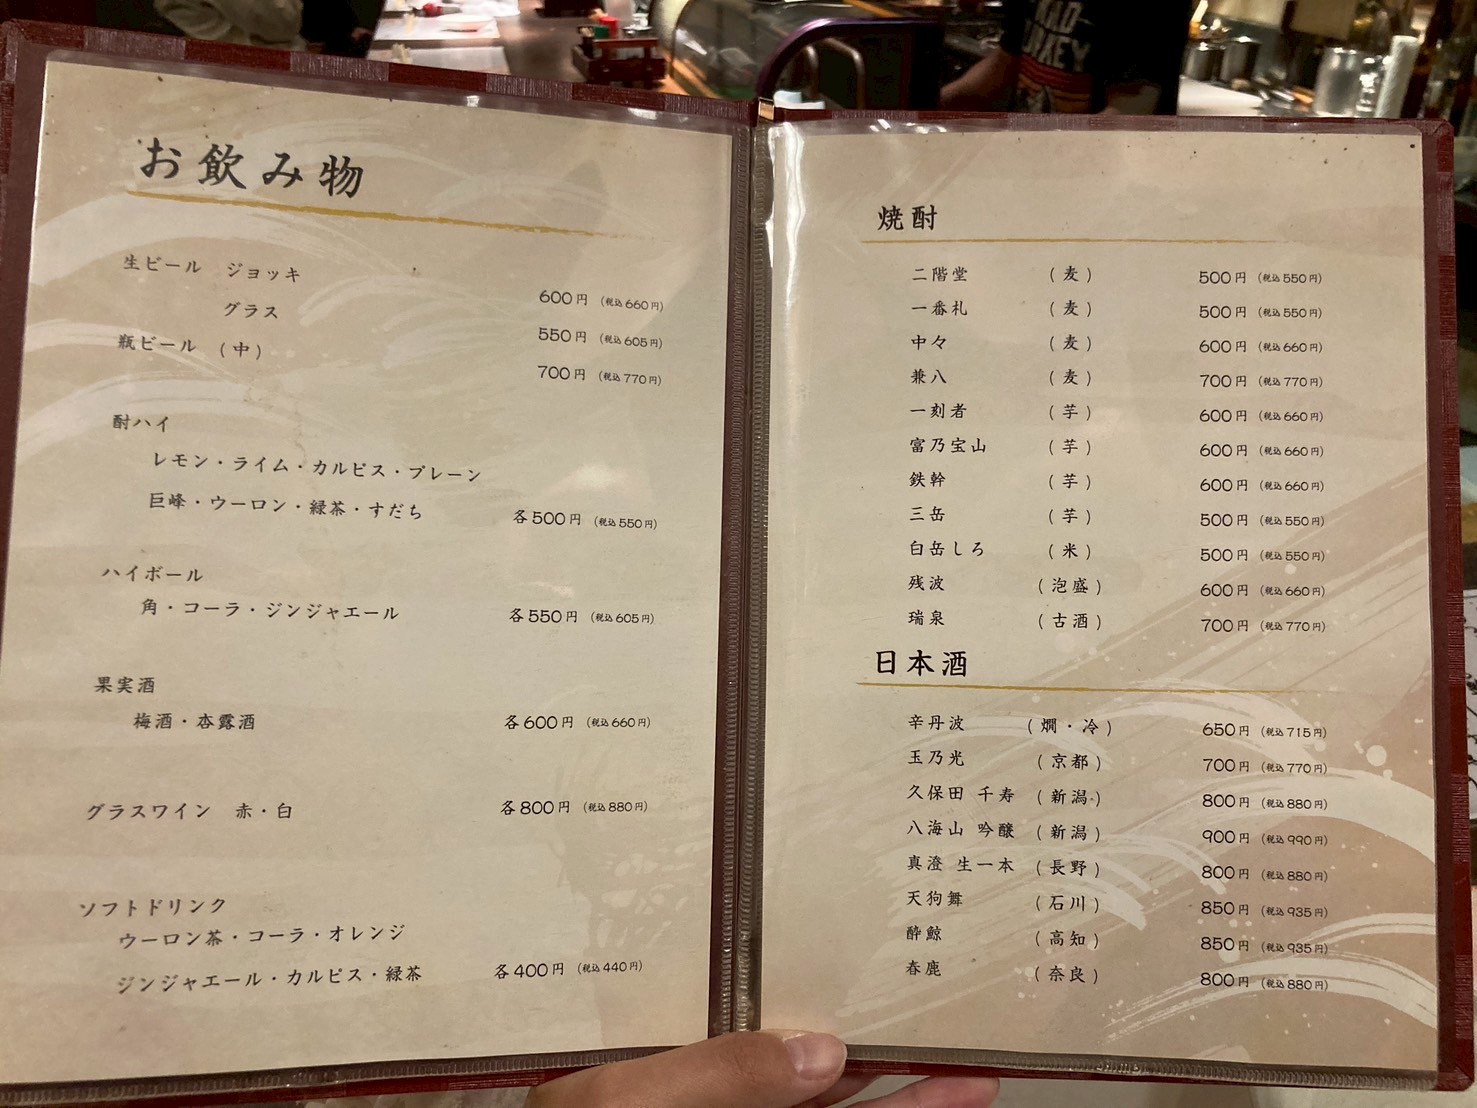 お飲み物
生ビール ジョッキ 600円 (税込660円)
グラス 550円 (税込605円)
瓶ビール (中) 700円 (税込770円)
酎ハイ
レモン・ライム・カルピス・プレーン
巨峰・ウーロン・緑茶・すだち 各500円 (税込550円)
ハイボール
角・コーラ・ジンジャエール 各550円 (税込605円)
果実酒
梅酒・杏露酒 各600円 (税込660円)
グラスワイン 赤・白 各800円 (税込880円)
ソフトドリンク
ウーロン茶・コーラ・オレンジ
ジンジャエール・カルピス・緑茶 各400円 (税込440円)
焼酎
二階堂 (麦) 500円 (税込550円)
一番札 (麦) 500円 (税込550円)
中々 (麦) 600円 (税込660円)
兼八 (麦) 700円 (税込770円)
一刻者 (芋) 600円 (税込660円)
富乃宝山 (芋) 600円 (税込660円)
鉄幹 (芋) 600円 (税込660円)
三岳 (芋) 500円 (税込550円)
白岳しろ (米) 500円 (税込550円)
残波 (泡盛) 600円 (税込660円)
瑞泉 (古酒) 700円 (税込770円)
日本酒
辛丹波 (燗・冷) 650円 (税込715円)
玉乃光 (京都) 700円 (税込770円)
久保田 千寿 (新潟) 800円 (税込880円)
八海山 吟醸 (新潟) 900円 (税込990円)
真澄 生一本 (長野) 800円 (税込880円)
天狗舞 (石川) 850円 (税込935円)
酔鯨 (高知) 850円 (税込935円)
春鹿 (奈良) 800円 (税込880円)